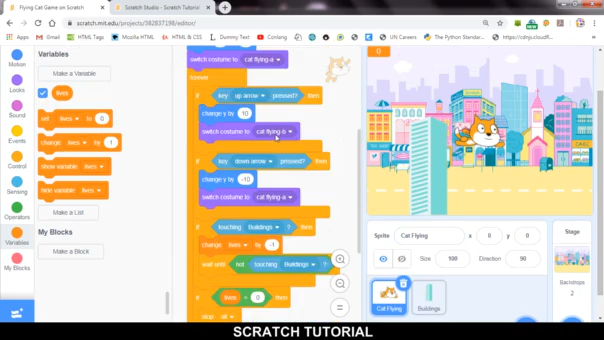 Flying Cat Game on Scratch
Scratch Studio - Scratch Tutorial
scratch.mit.edu/projects/382837198/editor/
Apps
Gmail
HTML Tags
Mozilla HTML
HTML & CSS
Dummy Text
Coolors
UN Careers
The Python Standar...
https://cdnjs.cloudfl...
Motion
Looks
Sound
Events
Control
Sensing
Operators
Variables
My Blocks
Variables
Make a Variable
lives
set lives to 0
change lives by 1
show variable lives
hide variable lives
Make a List
My Blocks
Make a Block
switch costume to cat flying-a
forever
if key up arrow pressed? then
change y by 10
switch costume to cat flying-b
if key down arrow pressed? then
change y by -10
switch costume to cat flying-a
if touching Buildings ? then
change lives by -1
wait until not touching Buildings ?
if lives < 0 then
stop all
0
Sprite Cat Flying x 0 y 0
Size 100 Direction 90
Cat Flying
Buildings
Stage
Backdrops
2
SCRATCH TUTORIAL